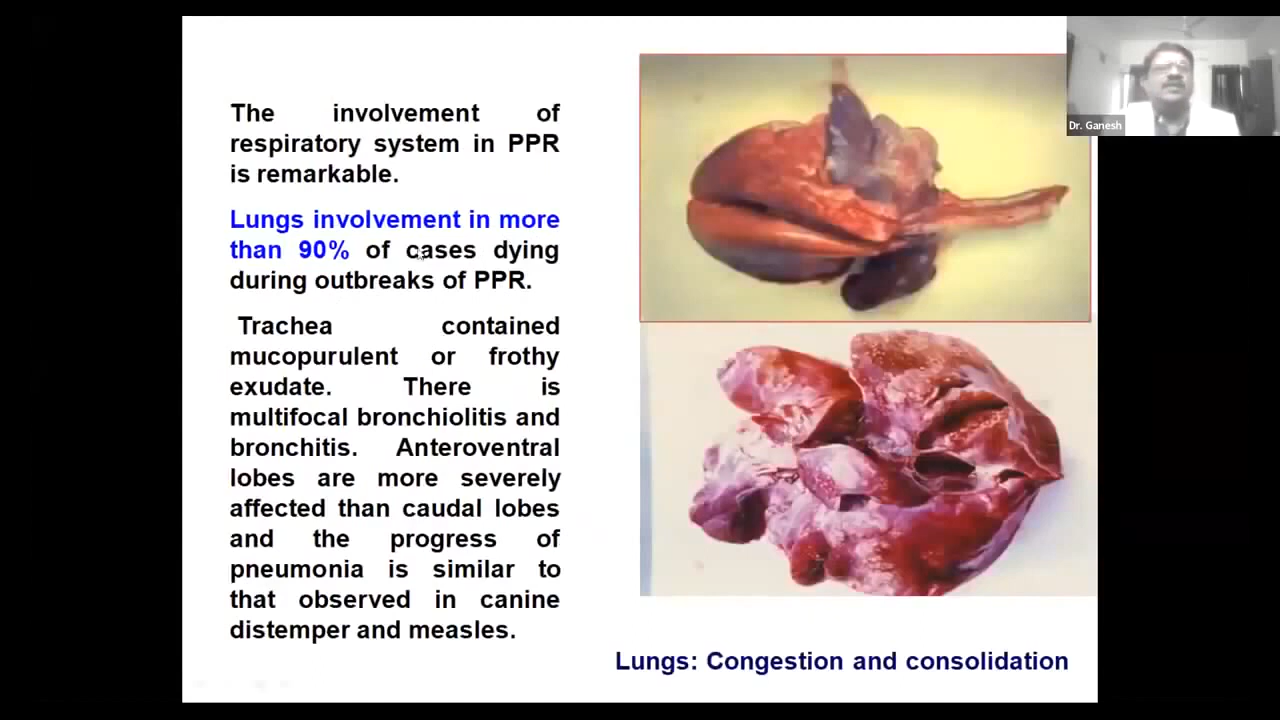 The involvement of
respiratory system in PPR
is remarkable.
Lungs involvement in more
than 90% of cases dying
during outbreaks of PPR.
Trachea contained
mucopurulent or frothy
exudate. There is
multifocal bronchiolitis and
bronchitis. Anteroventral
lobes are more severely
affected than caudal lobes
and the progress of
pneumonia is similar to
that observed in canine
distemper and measles.
Lungs: Congestion and consolidation
Dr. Ganesh